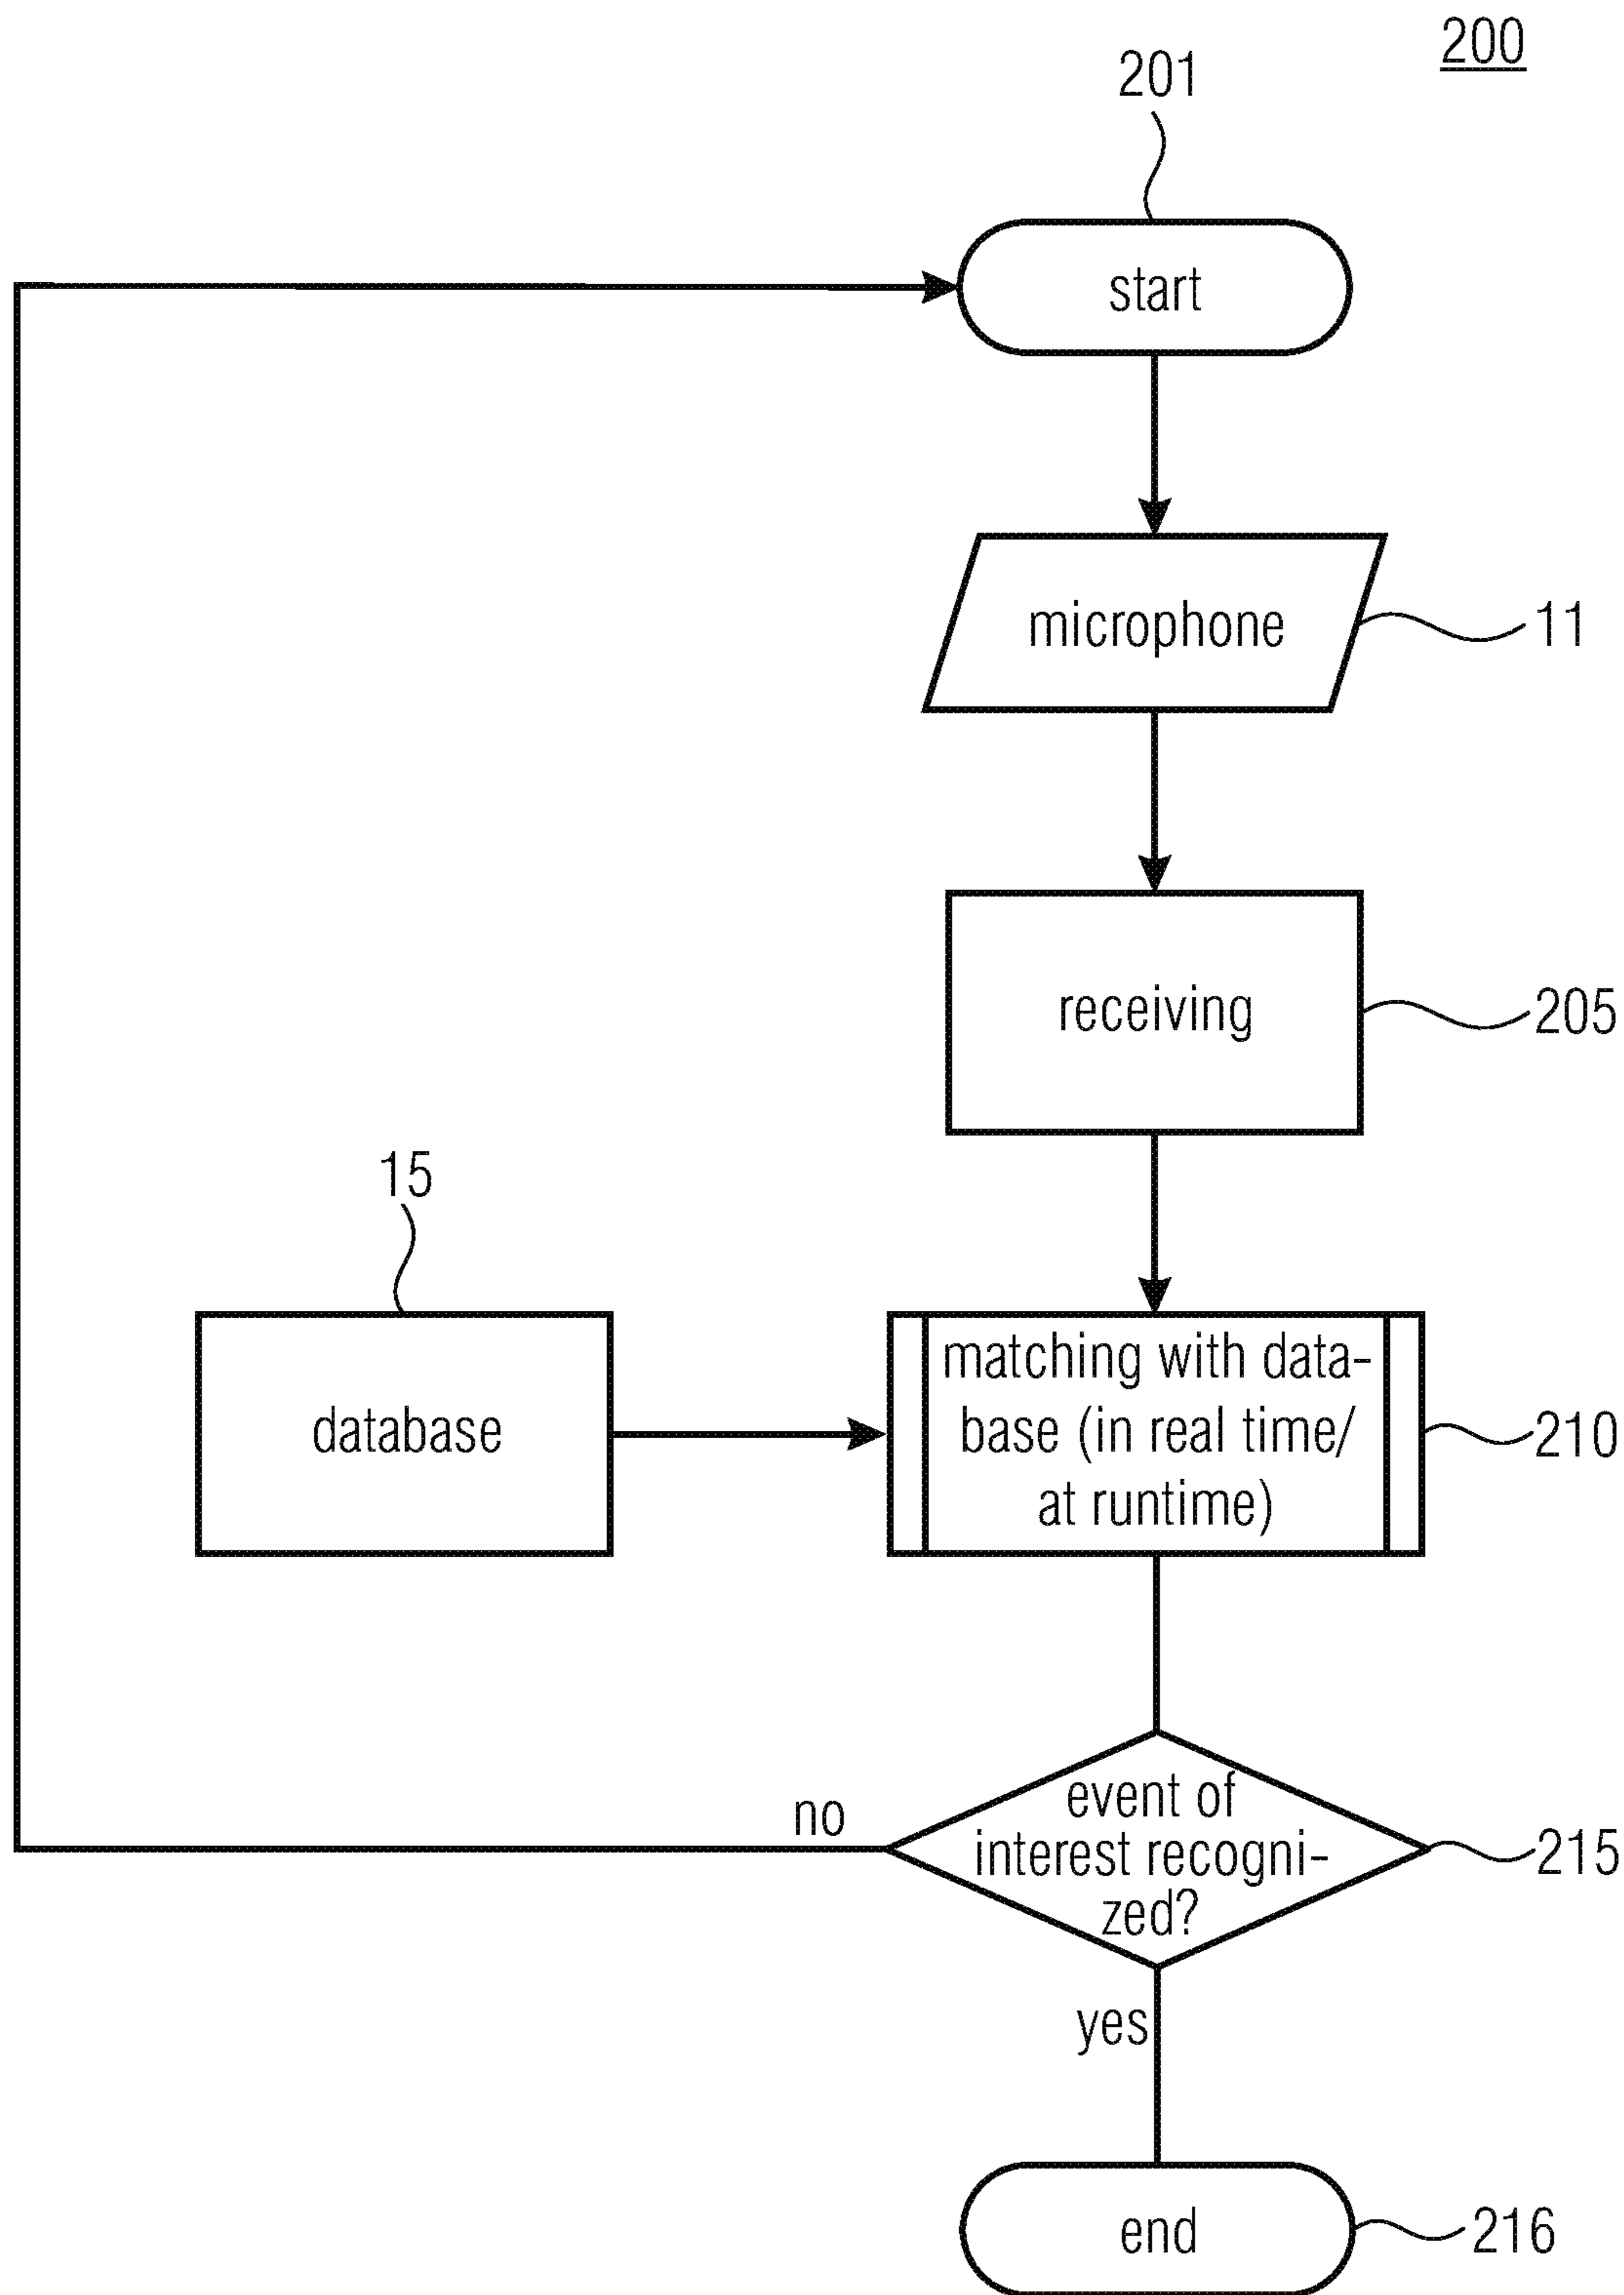 200
201
start
microphone
11
receiving
205
15
database
matching with data-
base (in real time/
at runtime)
210
no
event of
interest recogni-
zed?
215
yes
end
216